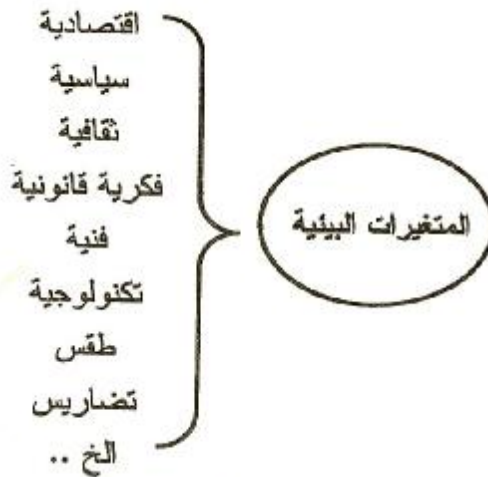 اقتصادية
سياسية
ثقافية
فكرية قانونية
فنية
تكنولوجية
طقس
تضاريس
الخ ..
المتغيرات البيئية